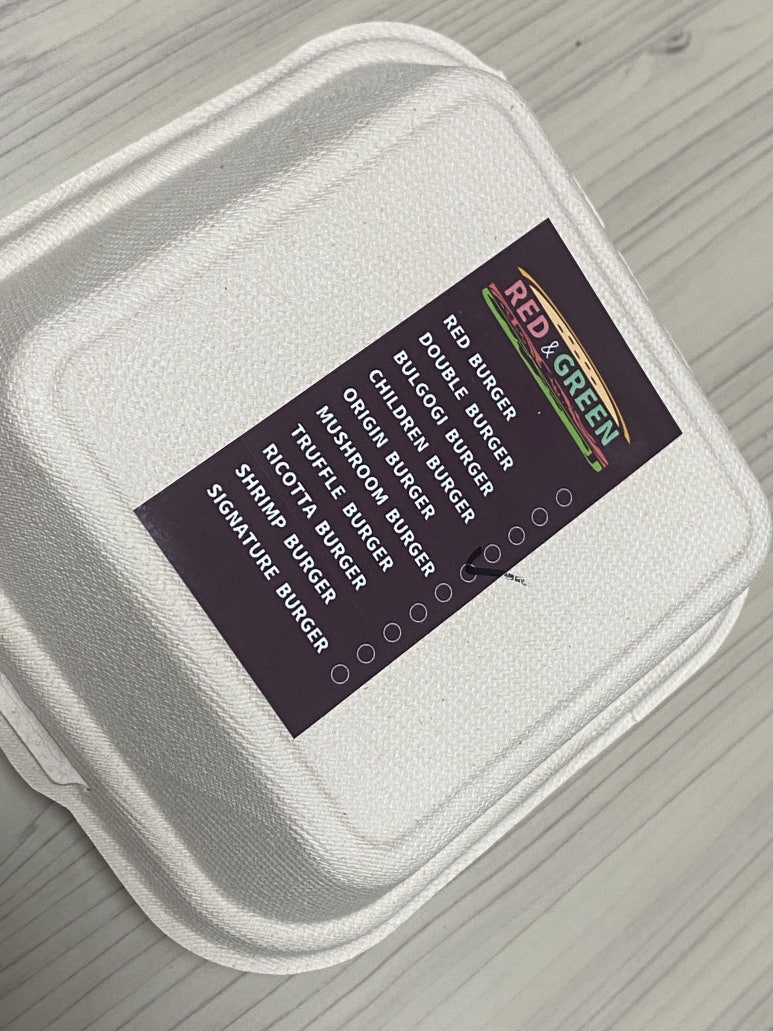 RED & GREEN
RED BURGER
DOUBLE BURGER
BULGOGI BURGER
CHILDREN BURGER
ORIGIN BURGER
MUSHROOM BURGER
TRUFFLE BURGER
RICOTTA BURGER
SHRIMP BURGER
SIGNATURE BURGER